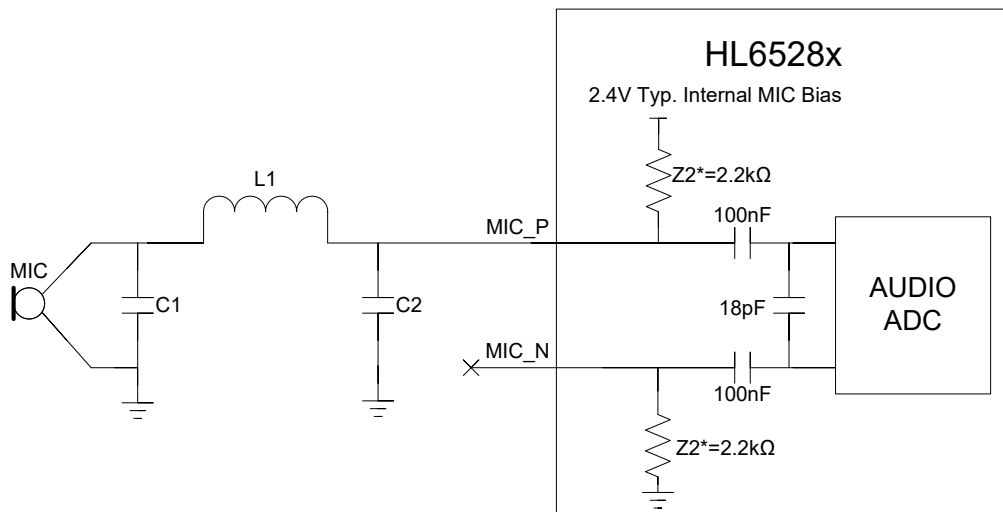 HL6528x
2.4V Typ. Internal MIC Bias
L1
Z2*=2.2kΩ
100nF
MIC_P
MIC
C1
C2
18pF
AUDIO
ADC
MIC_N
100nF
Z2*=2.2kΩ